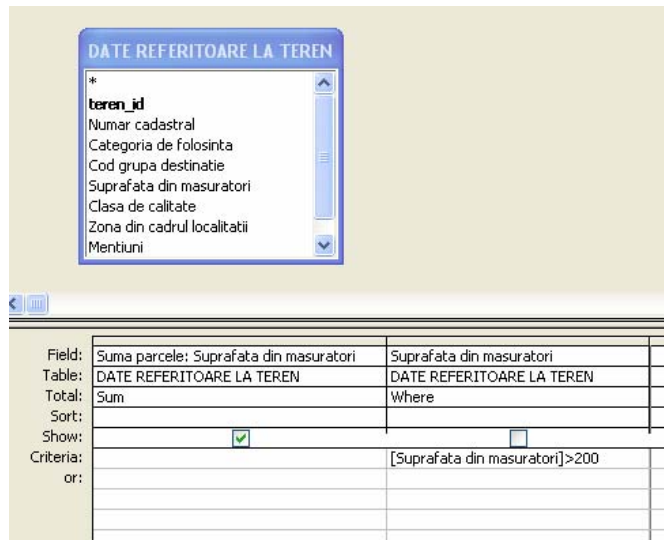 DATE REFERITOARE LA TEREN
*
teren_id
Numar cadastral
Categoria de folosinta
Cod grupa destinatie
Suprafata din masuratori
Clasa de calitate
Zona din cadrul localitatii
Mentiuni
Field: Suma parcele: Suprafata din masuratori Suprafata din masuratori
Table: DATE REFERITOARE LA TEREN DATE REFERITOARE LA TEREN
Total: Sum Where
Sort:
Show:
Criteria: [Suprafata din masuratori]>200
or: